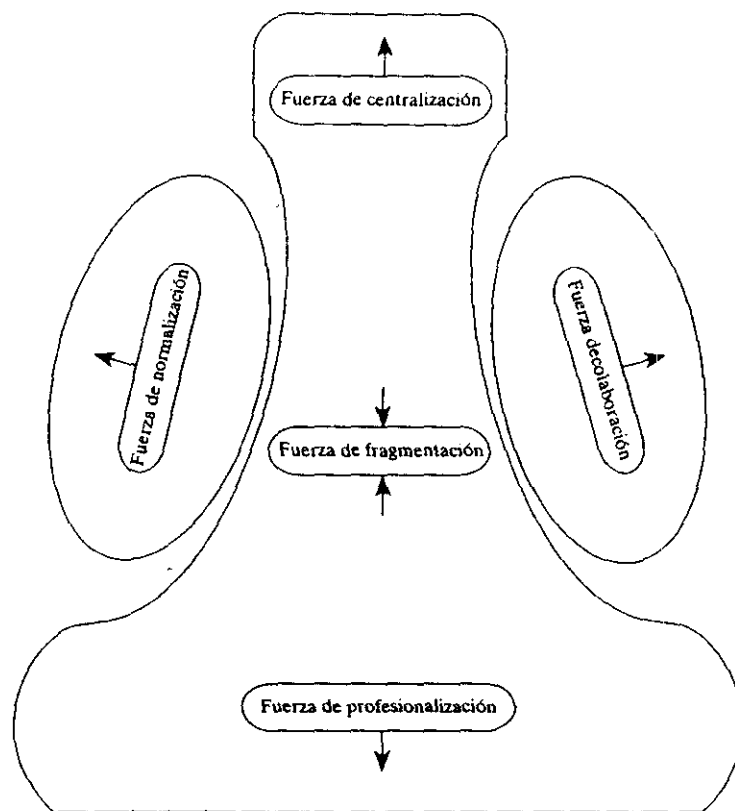 Fuerza de centralización
Fuerza de normalización
Fuerza decolaboración
Fuerza de fragmentación
Fuerza de profesionalización